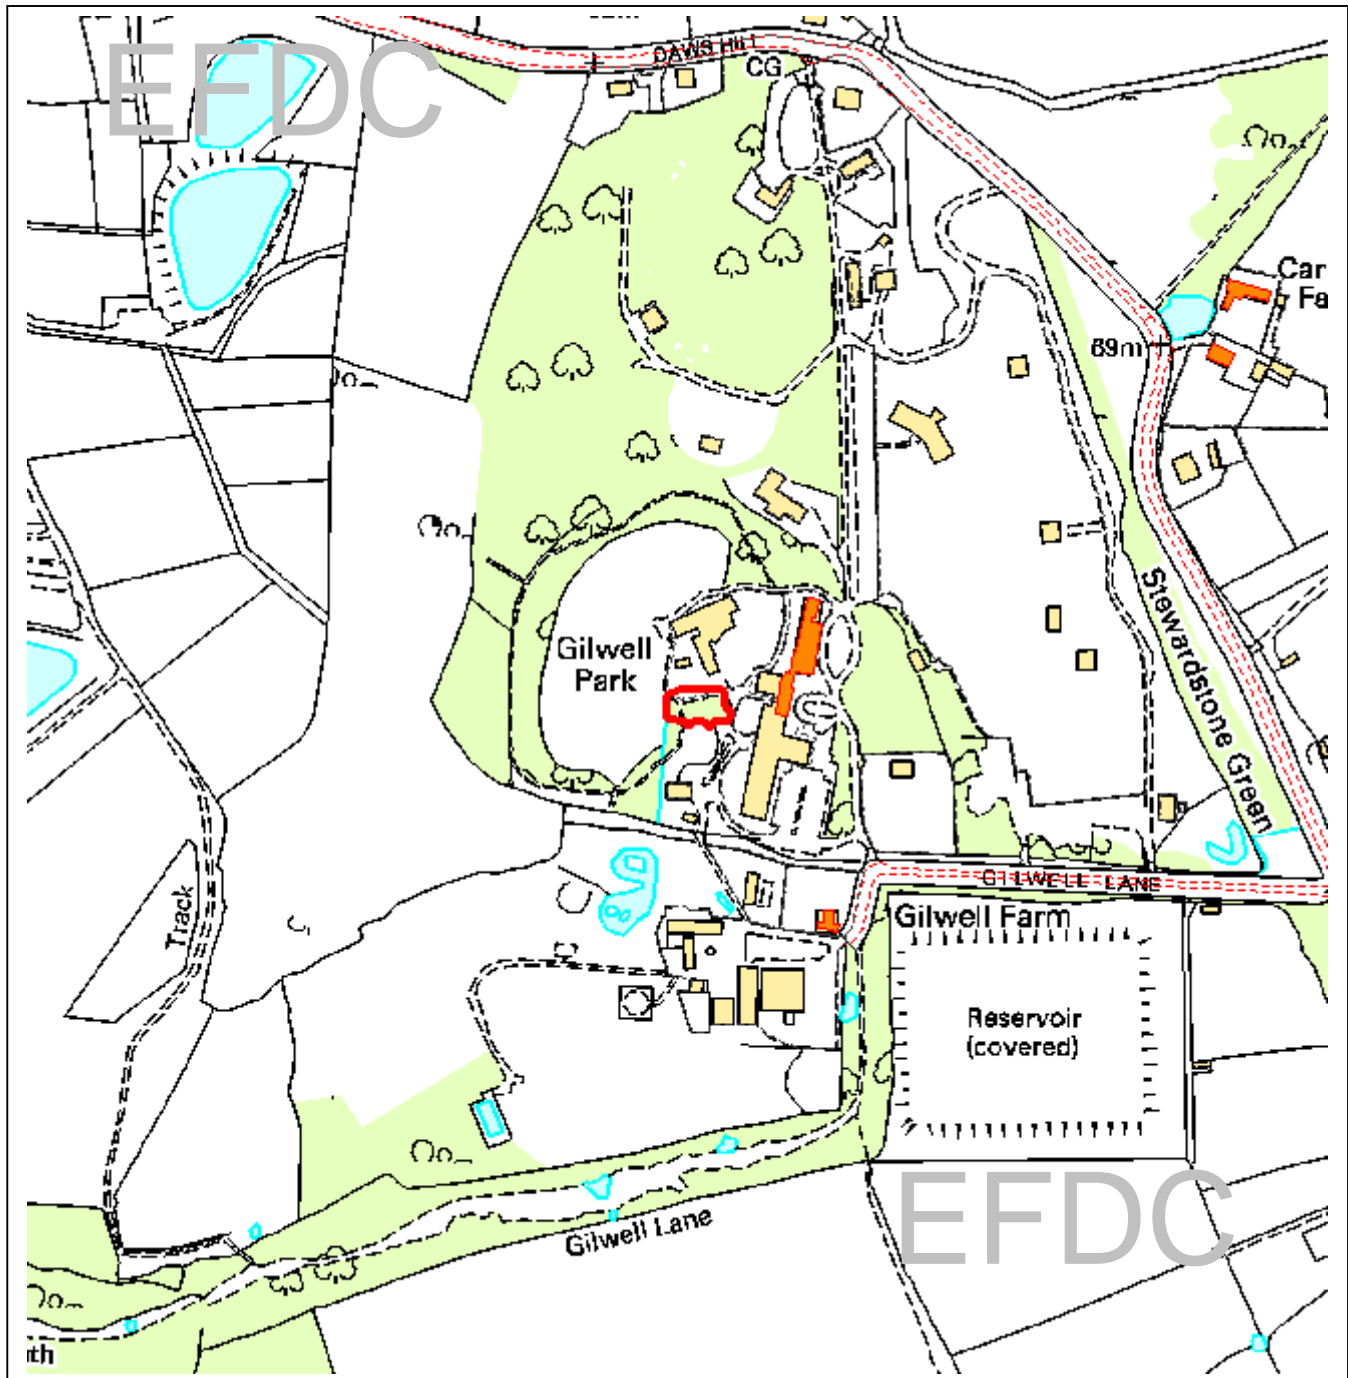 EFDC
DAWS HILL
CG
Car
Fa
69m
Gilwell
Park
Stewardstone Green
Track
GILWELL LANE
Gilwell Farm
Reservoir
(covered)
Gilwell Lane
EFDC
th